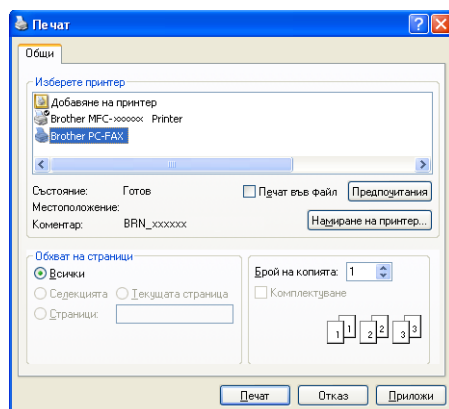 Печат
Общи
Изберете принтер
Добавяне на принтер
Brother MFC-xxxxxx Printer
Brother PC-FAX
Състояние: Готов
Печат във файл
Предпочитания
Местоположение:
Коментар: BRN_xxxxxx
Намиране на принтер...
Обхват на страници
Всички
Селекцията Текущата страница
Страници:
Брой на копията: 1
Комплектуване
1 1 2 2 3 3
Печат Отказ Приложи